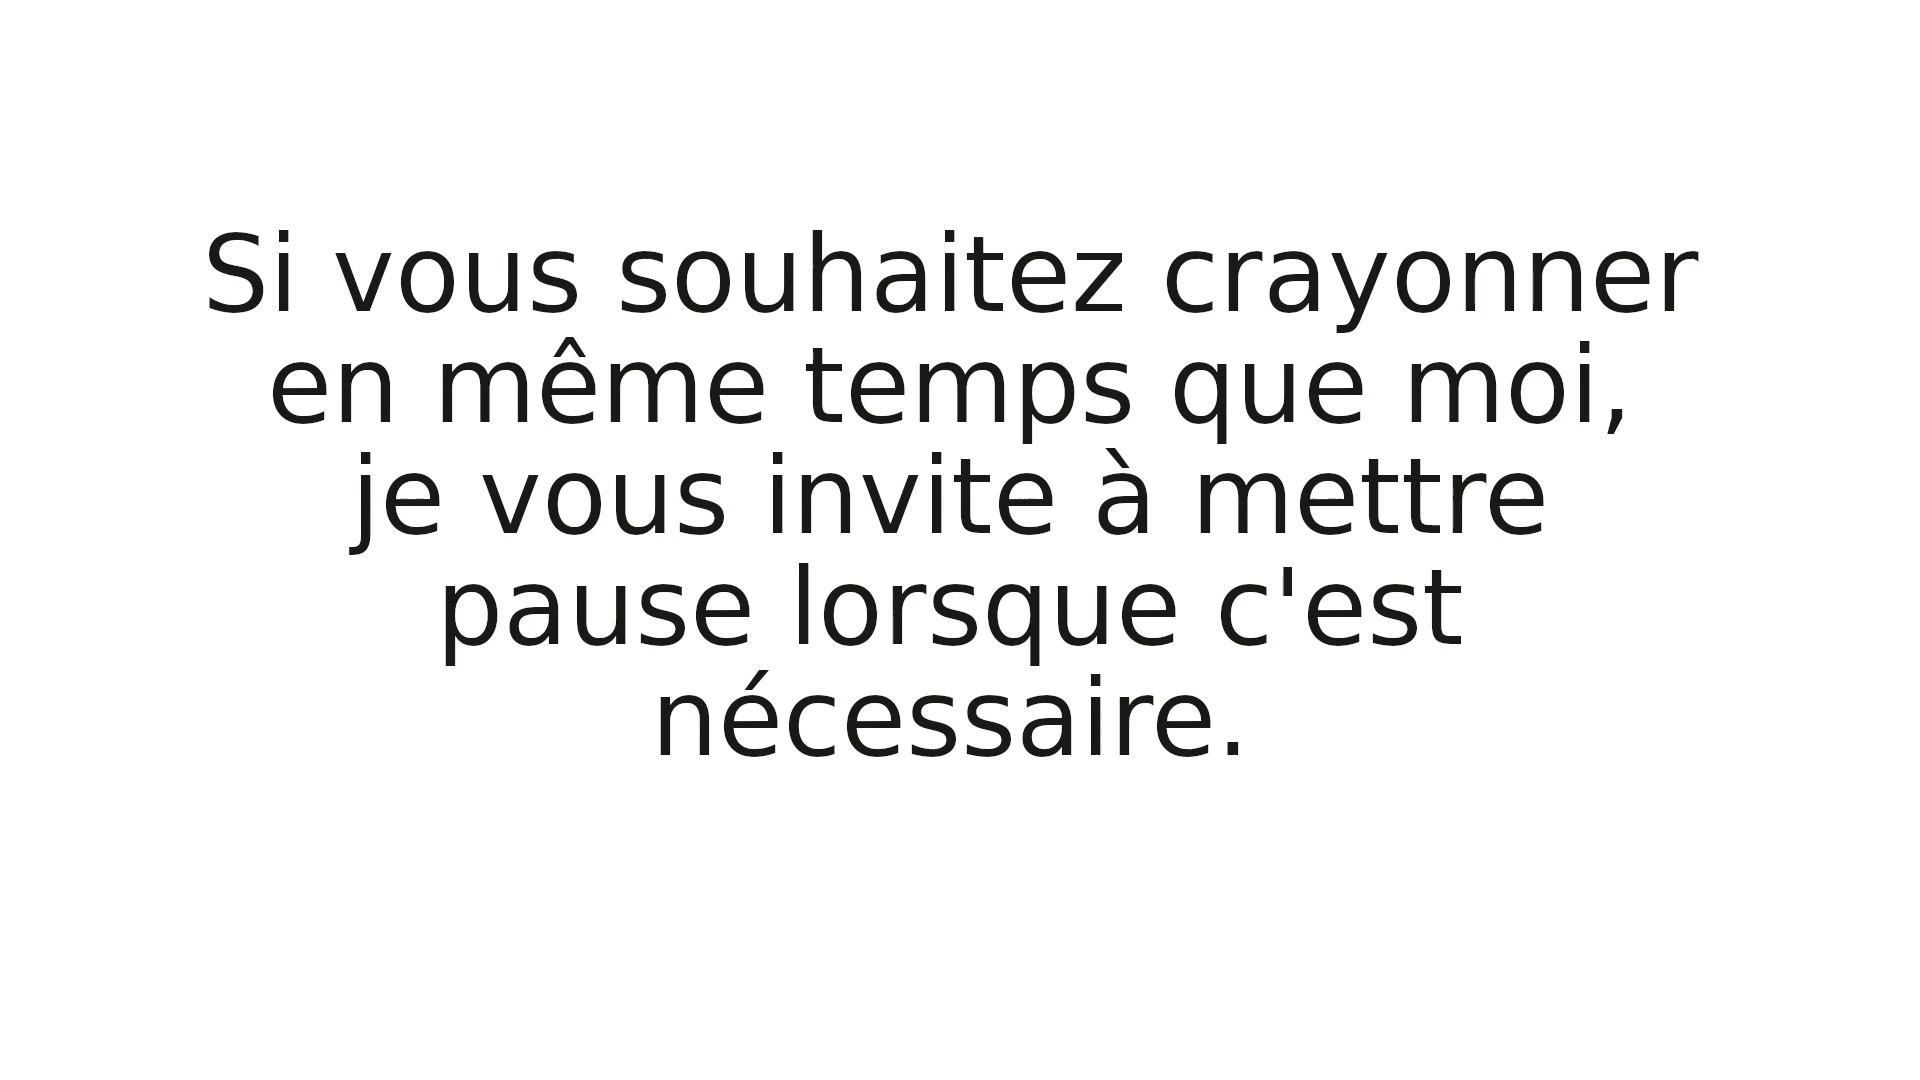 Si vous souhaitez crayonner
en même temps que moi,
je vous invite à mettre
pause lorsque c'est
nécessaire.